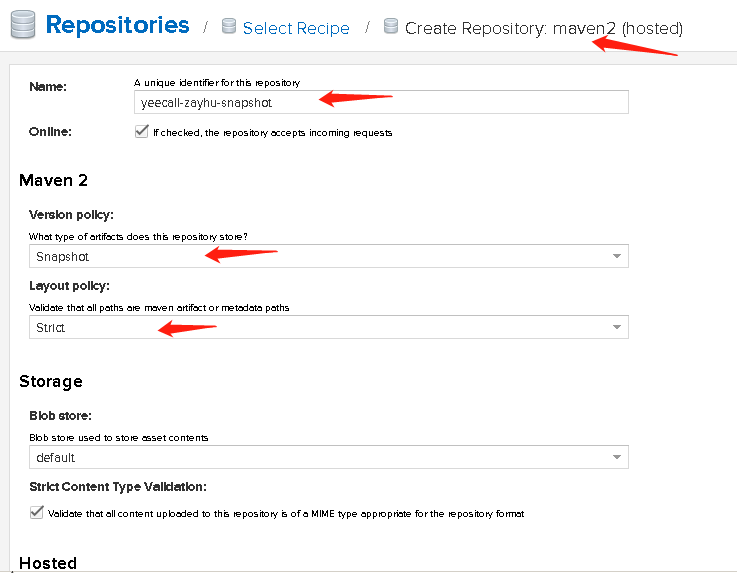 Repositories / Select Recipe / Create Repository: maven2 (hosted)
Name:
A unique identifier for this repository
yeecall-zayhu-snapshot
Online:
If checked, the repository accepts incoming requests
Maven 2
Version policy:
What type of artifacts does this repository store?
Snapshot
Layout policy:
Validate that all paths are maven artifact or metadata paths
Strict
Storage
Blob store:
Blob store used to store asset contents
default
Strict Content Type Validation:
Validate that all content uploaded to this repository is of a MIME type appropriate for the repository format
Hosted